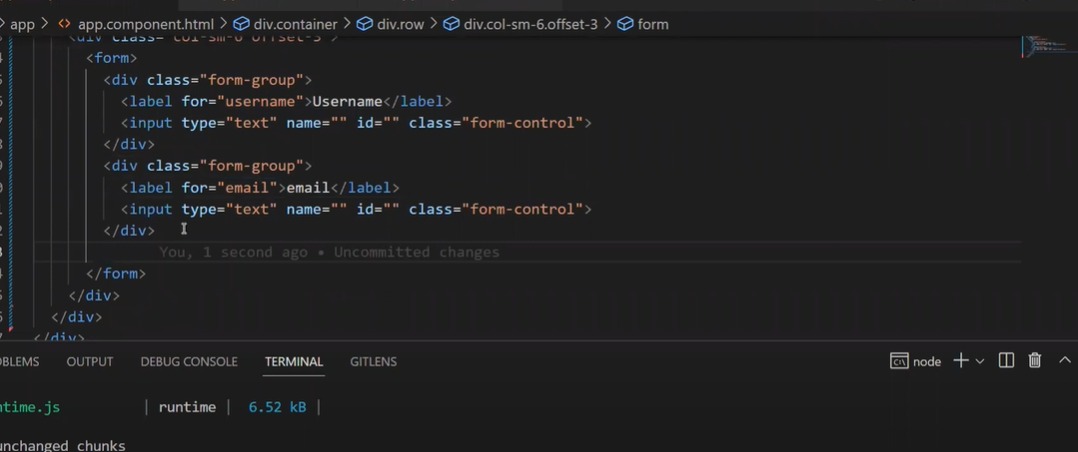 app > <> app.component.html > div.container > div.row > div.col-sm-6.offset-3 > form
<div class="col-sm-6 offset-3">
<form>
<div class="form-group">
<label for="username">Username</label>
<input type="text" name="" id="" class="form-control">
</div>
<div class="form-group">
<label for="email">email</label>
<input type="text" name="" id="" class="form-control">
</div>
You, 1 second ago • Uncommitted changes
</form>
</div>
</div>
</div>
OBLEMS OUTPUT DEBUG CONSOLE TERMINAL GITLENS node
ntime.js | runtime | 6.52 kB |
unchanged chunks